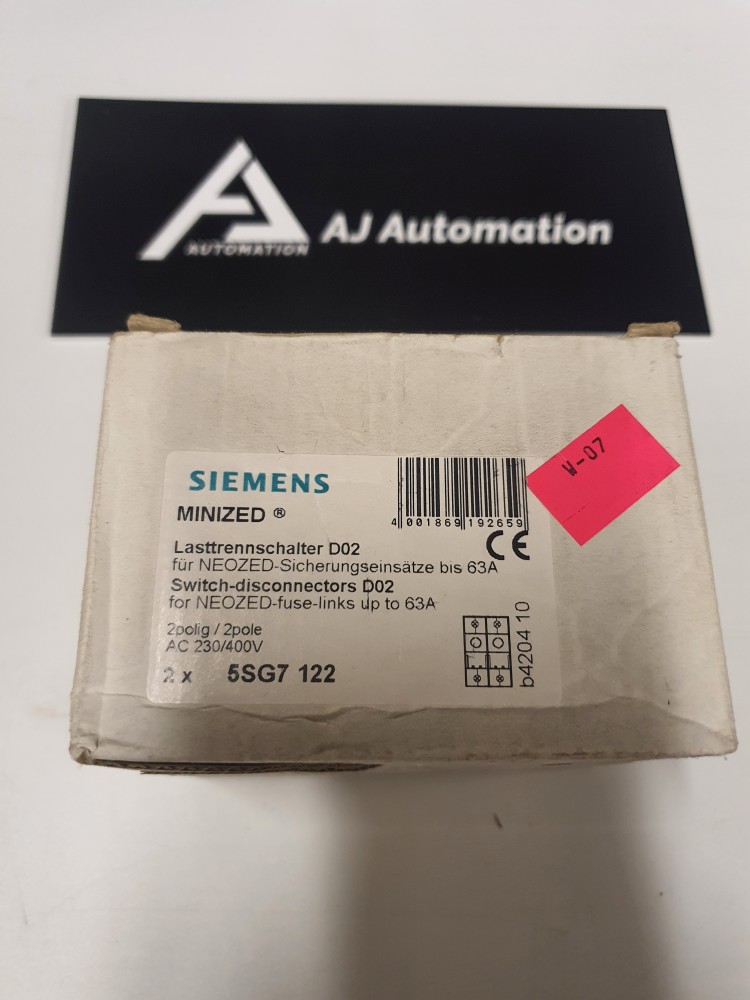 AUTOMATION
AJ Automation
W-07
SIEMENS
MINIZED ®
4 001869 192659
CE
Lasttrennschalter D02
für NEOZED-Sicherungseinsätze bis 63A
Switch-disconnectors D02
for NEOZED-fuse-links up to 63A
2polig / 2pole
AC 230/400V
2 x 5SG7 122
b4204 10